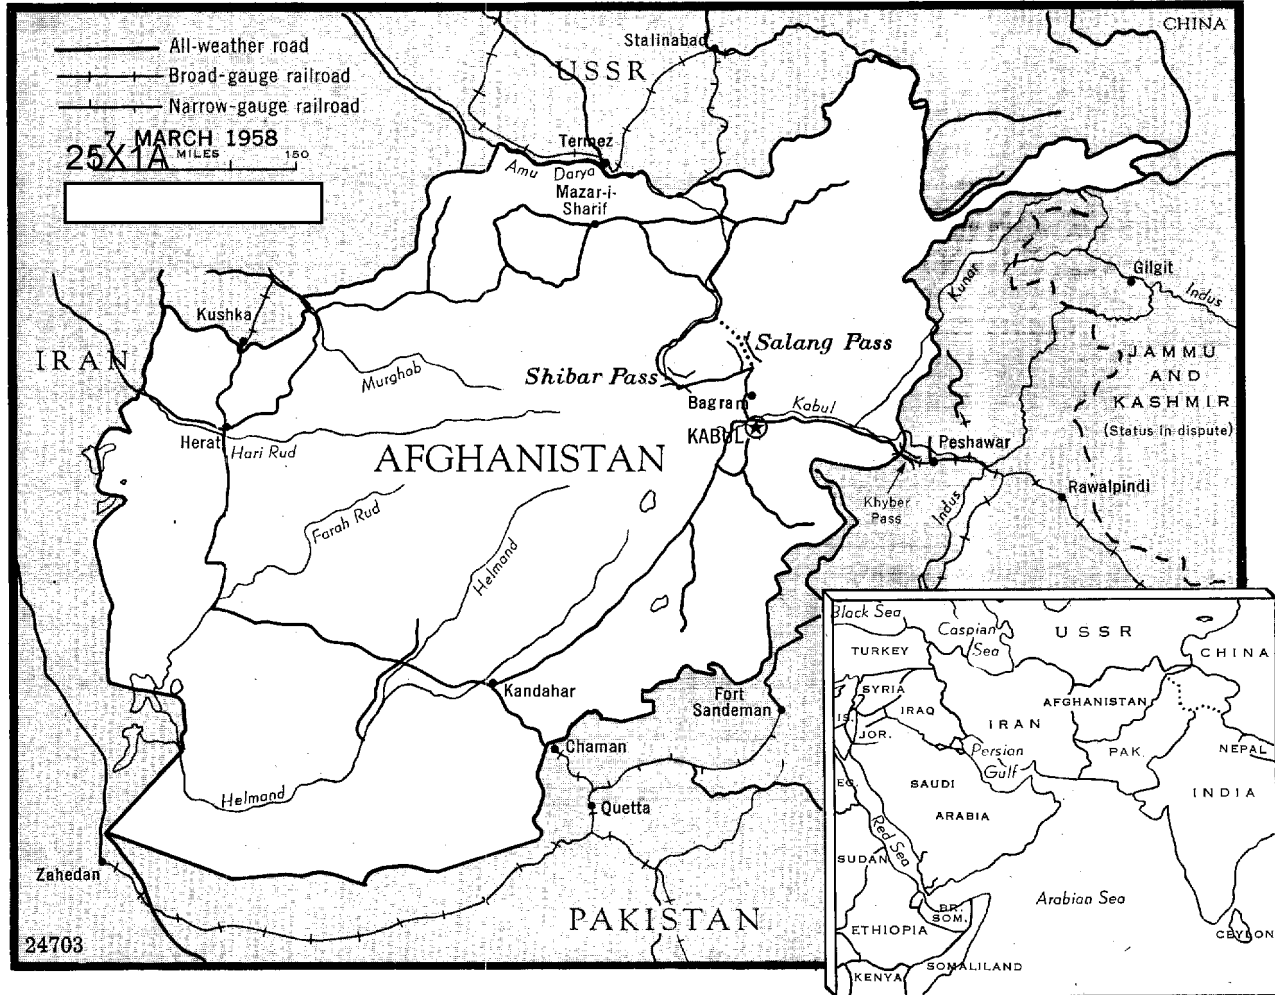 CHINA
All-weather road
Broad-gauge railroad
Narrow-gauge railroad
7 MARCH 1958
25X1A MILES 150
Stalinabad
USSR
Termez
Amu Darya
Mazar-i-
Sharif
Kunar
Gilgit
Indus
Kushka
IRAN
Murghab
Salang Pass
Shibar Pass
JAMMU
AND
KASHMIR
(Status in dispute)
Bagram
Kabul
KABUL
Herat
Hari Rud
AFGHANISTAN
Peshawar
Khyber
Pass
Indus
Rawalpindi
Farah Rud
Helmand
Kandahar
Fort
Sandeman
Chaman
Helmand
Quetta
Zahedan
PAKISTAN
24703
Black Sea
Caspian
Sea
USSR
TURKEY
CHINA
SYRIA
IRAQ
IRAN
AFGHANISTAN
IS.
JOR.
Persian
Gulf
PAK.
NEPAL
EG.
SAUDI
ARABIA
INDIA
Red Sea
SUDAN
Arabian Sea
BR.
SOM.
ETHIOPIA
CEYLON
SOMALILAND
KENYA